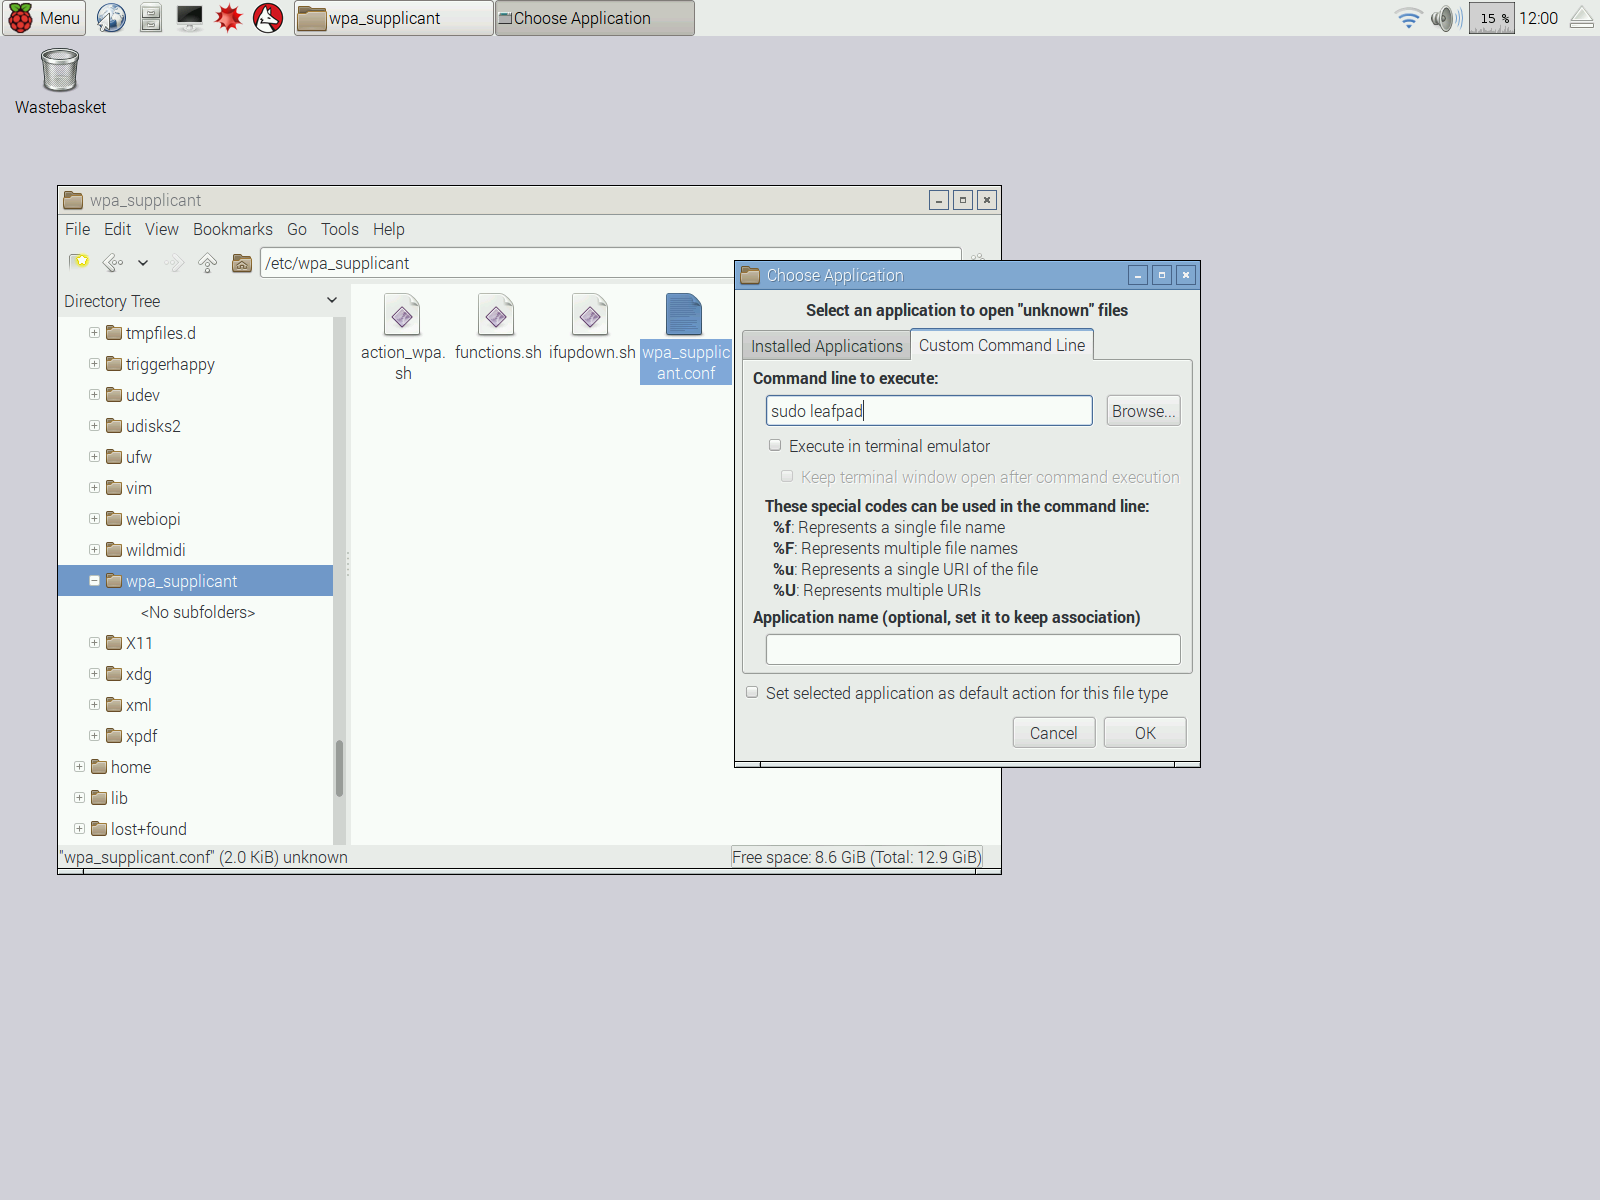 Menu
wpa_supplicant
Choose Application
15 %
12:00
Wastebasket
wpa_supplicant
File Edit View Bookmarks Go Tools Help
/etc/wpa_supplicant
Directory Tree
tmpfiles.d
triggerhappy
udev
udisks2
ufw
vim
webiopi
wildmidi
wpa_supplicant
<No subfolders>
X11
xdg
xml
xpdf
home
lib
lost+found
action_wpa.
sh
functions.sh
ifupdown.sh
wpa_supplic
ant.conf
"wpa_supplicant.conf" (2.0 KiB) unknown
Free space: 8.6 GiB (Total: 12.9 GiB)
Choose Application
Select an application to open "unknown" files
Installed Applications
Custom Command Line
Command line to execute:
sudo leafpad
Browse...
Execute in terminal emulator
Keep terminal window open after command execution
These special codes can be used in the command line:
%f: Represents a single file name
%F: Represents multiple file names
%u: Represents a single URI of the file
%U: Represents multiple URIs
Application name (optional, set it to keep association)
Set selected application as default action for this file type
Cancel
OK